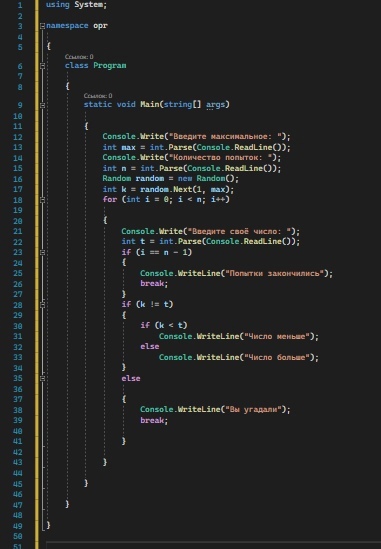 1 using System;
2
3 namespace opr
4
5 {
Ссылок: 0
6 class Program
7
8 {
Ссылок: 0
9 static void Main(string[] args)
10
11 {
12 Console.Write("Введите максимальное: ");
13 int max = int.Parse(Console.ReadLine());
14 Console.Write("Количество попыток: ");
15 int n = int.Parse(Console.ReadLine());
16 Random random = new Random();
17 int k = random.Next(1, max);
18 for (int i = 0; i < n; i++)
19
20 {
21 Console.Write("Введите своё число: ");
22 int t = int.Parse(Console.ReadLine());
23 if (i == n - 1)
24 {
25 Console.WriteLine("Попытки закончились");
26 break;
27 }
28 if (k != t)
29 {
30 if (k < t)
31 Console.WriteLine("Число меньше");
32 else
33 Console.WriteLine("Число больше");
34 }
35 else
36
37 {
38 Console.WriteLine("Вы угадали");
39 break;
40
41 }
42
43 }
44
45 }
46
47 }
48
49 }
50
51